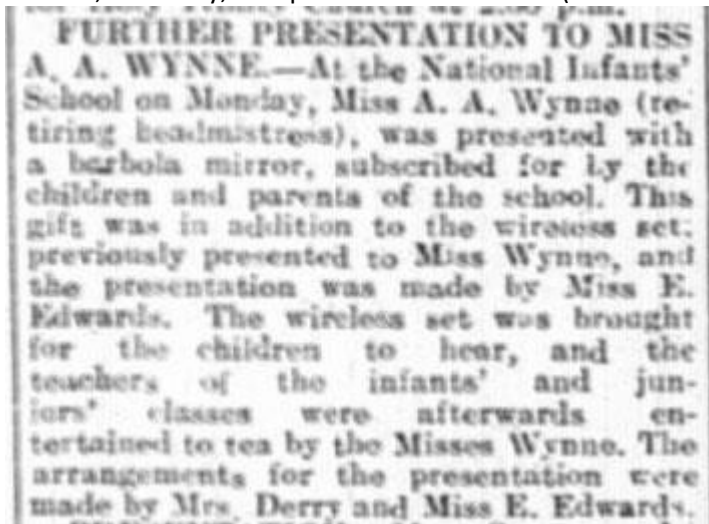 FURTHER PRESENTATION TO MISS
A. A. WYNNE.—At the National Infants'
School on Monday, Miss A. A. Wynne (re-
tiring headmistress), was presented with
a barbola mirror, subscribed for by the
children and parents of the school. This
gift was in addition to the wireless set,
previously presented to Miss Wynne, and
the presentation was made by Miss E.
Edwards. The wireless set was brought
for the children to hear, and the
teachers of the infants' and jun-
iors' classes were afterwards en-
tertained to tea by the Misses Wynne. The
arrangements for the presentation were
made by Mrs. Derry and Miss E. Edwards.